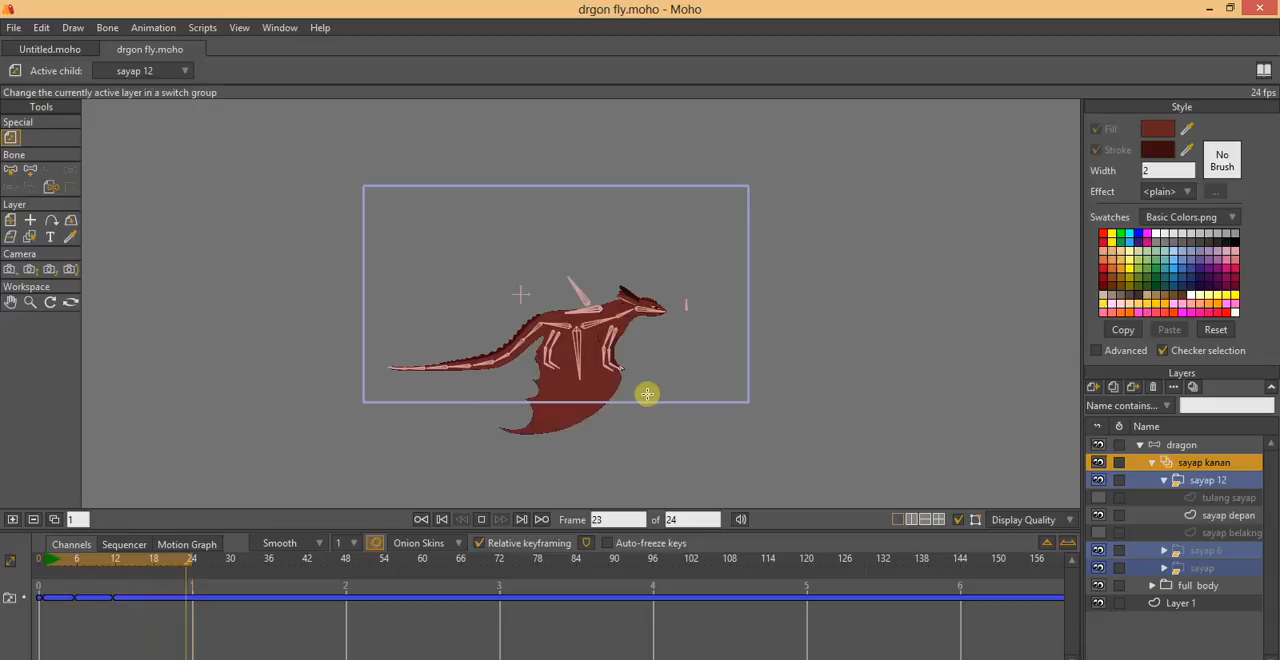 drgon fly.moho - Moho
File Edit Draw Bone Animation Scripts View Window Help
Untitled.moho drgon fly.moho
Active child: sayap 12
Change the currently active layer in a switch group 24 fps
Tools
Special
Bone
Layer
T
Camera
Workspace
Style
Fill
Stroke
No Brush
Width 2
Effect <plain> ...
Swatches Basic Colors.png
Copy Paste Reset
Advanced Checker selection
Layers
Name contains...
Name
dragon
sayap kanan
sayap 12
tulang sayap
sayap depan
sayap belakng
sayap 6
sayap
full body
Layer 1
1 Frame 23 of 24 Display Quality
Channels Sequencer Motion Graph Smooth 1 Onion Skins Relative keyframing Auto-freeze keys
0 6 12 18 24 30 36 42 48 54 60 66 72 78 84 90 96 102 108 114 120 126 132 138 144 150 156
0 1 2 3 4 5 6